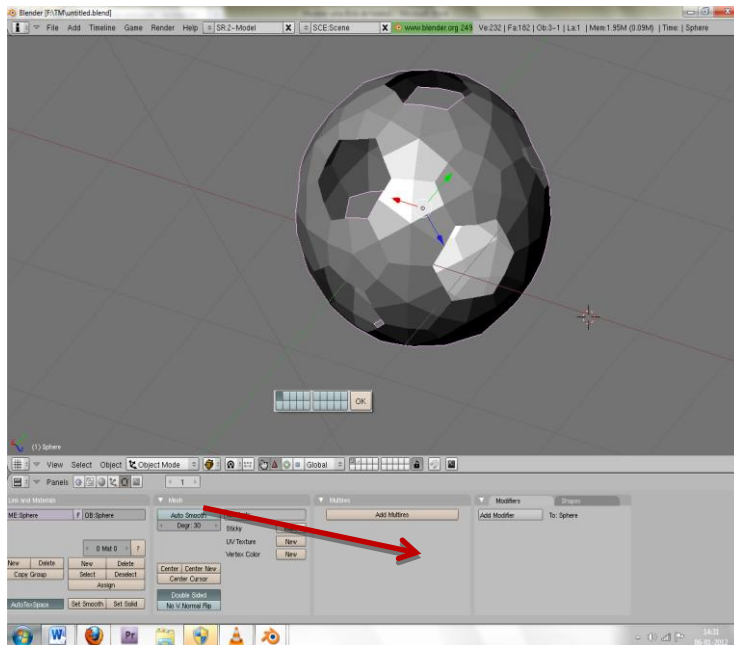 Blender [F:\TM\untitled.blend]
File Add Timeline Game Render Help SR:2-Model X SCE:Scene X www.blender.org 249 Ve:232 | Fa:162 | Ob:3-1 | La:1 | Mem:1.95M (0.09M) | Time: | Sphere
OK
(1) Sphere
View Select Object Object Mode Global
Panels 1
Link and Materials Mesh Multires Modifiers Shapes
ME:Sphere F OB:Sphere Auto Smooth Add Multires Add Modifier To: Sphere
Degr: 30 Sticky
UV Texture New
0 Mat 0 ? Vertex Color New
New Delete New Delete Center Center New
Copy Group Select Deselect Center Cursor
Assign
Double Sided
AutoTexSpace Set Smooth Set Solid No V.Normal Flip
W Pr
14:31
06-01-2012